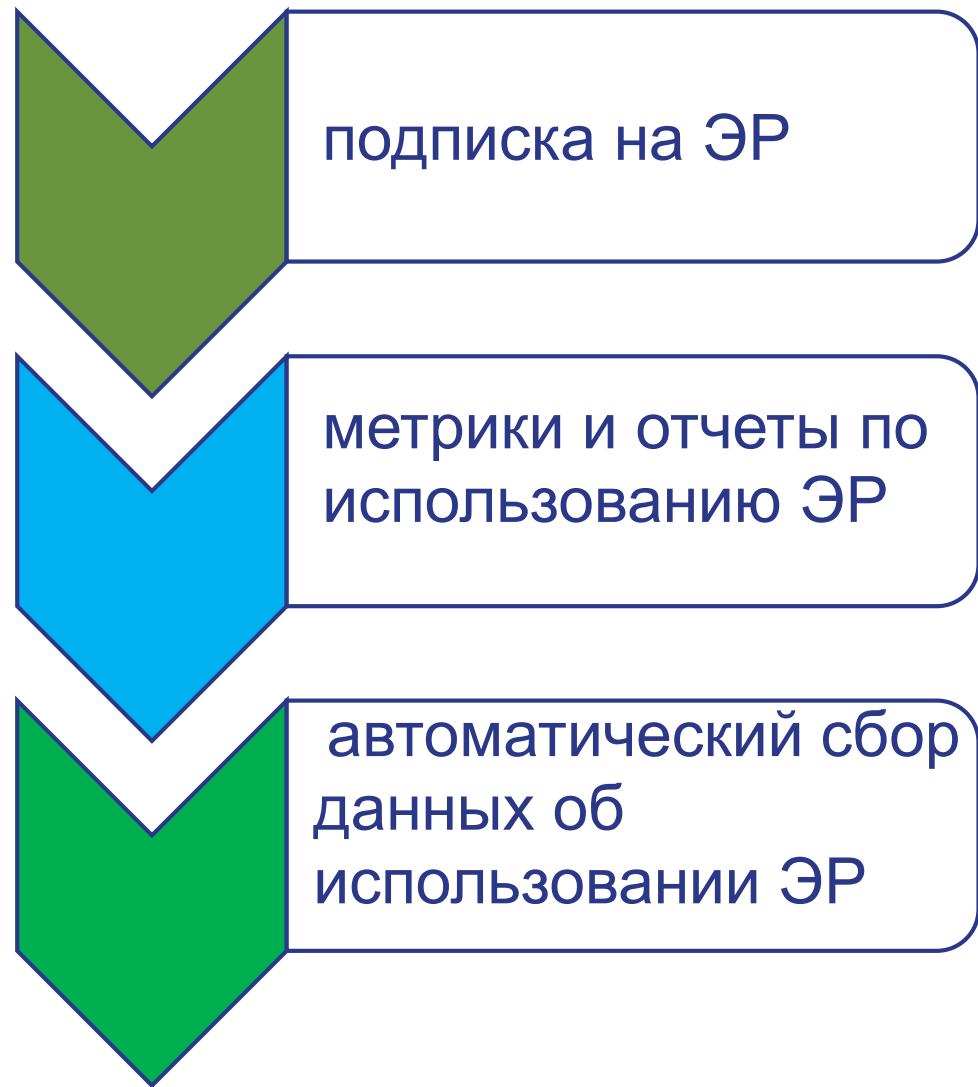 подписка на ЭР
метрики и отчеты по
использованию ЭР
автоматический сбор
данных об
использовании ЭР